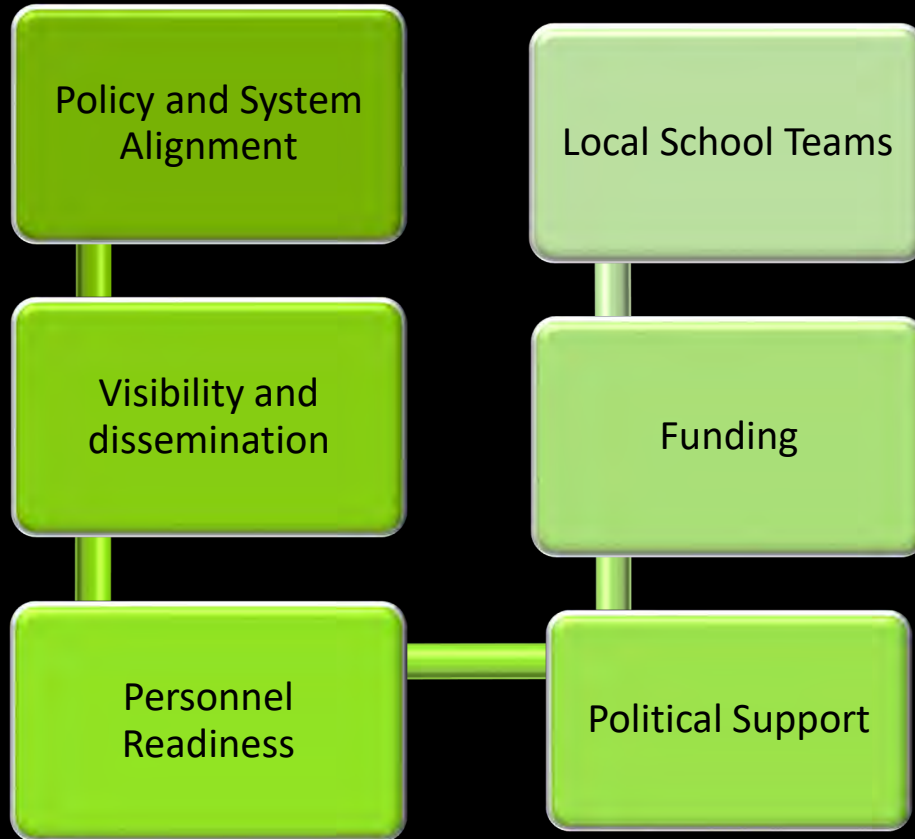 Policy and System
Alignment
Visibility and
dissemination
Personnel
Readiness
Political Support
Funding
Local School Teams